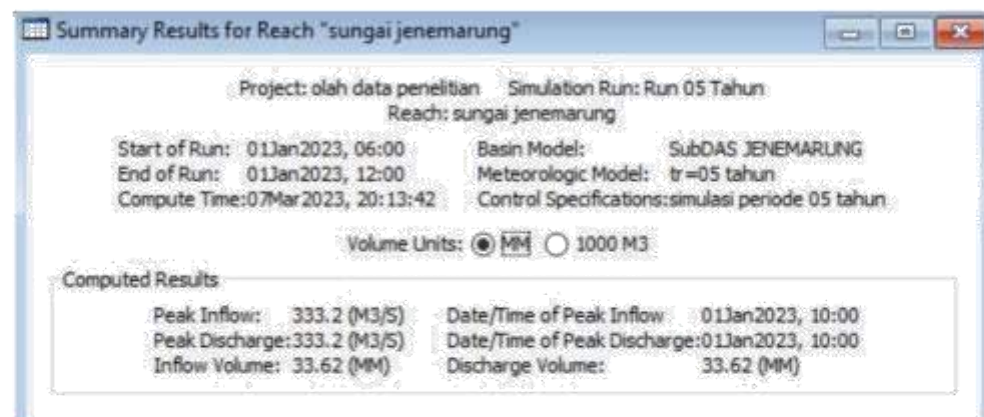 Summary Results for Reach "sungai jenemarung"
Project: olah data penelitian Simulation Run: Run 05 Tahun
Reach: sungai jenemarung
Start of Run: 01Jan2023, 06:00 Basin Model: SubDAS JENEMARUNG
End of Run: 01Jan2023, 12:00 Meteorologic Model: tr=05 tahun
Compute Time:07Mar2023, 20:13:42 Control Specifications:simulasi periode 05 tahun
Volume Units: MM 1000 M3
Computed Results
Peak Inflow: 333.2 (M3/S) Date/Time of Peak Inflow 01Jan2023, 10:00
Peak Discharge:333.2 (M3/S) Date/Time of Peak Discharge:01Jan2023, 10:00
Inflow Volume: 33.62 (MM) Discharge Volume: 33.62 (MM)